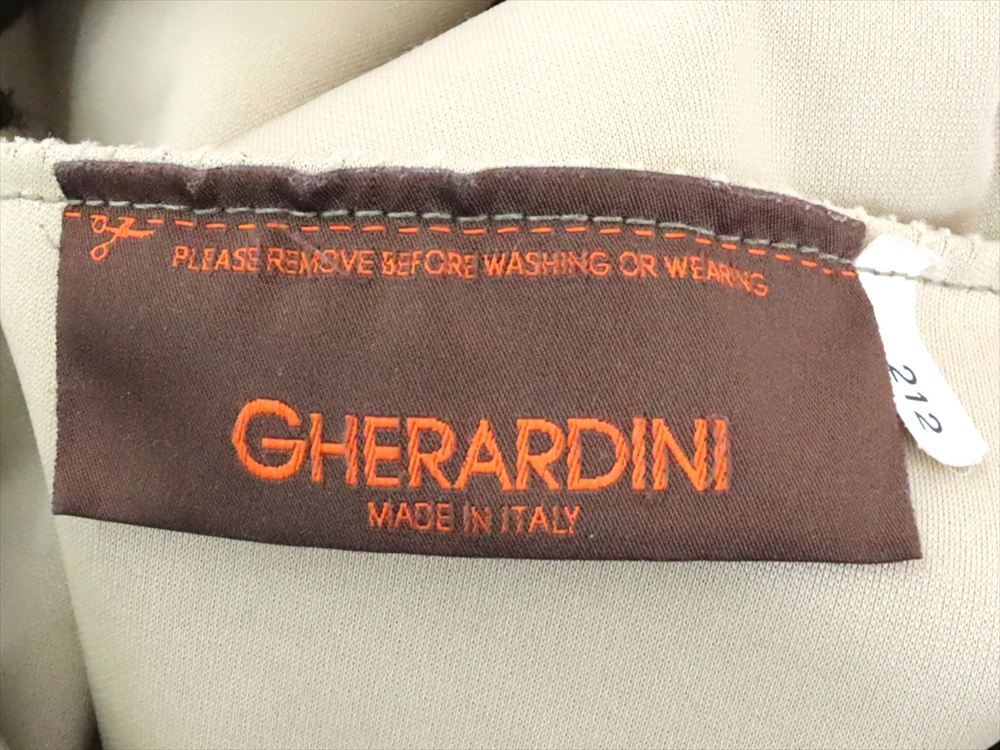 PLEASE REMOVE BEFORE WASHING OR WEARING
GHERARDINI
MADE IN ITALY
212